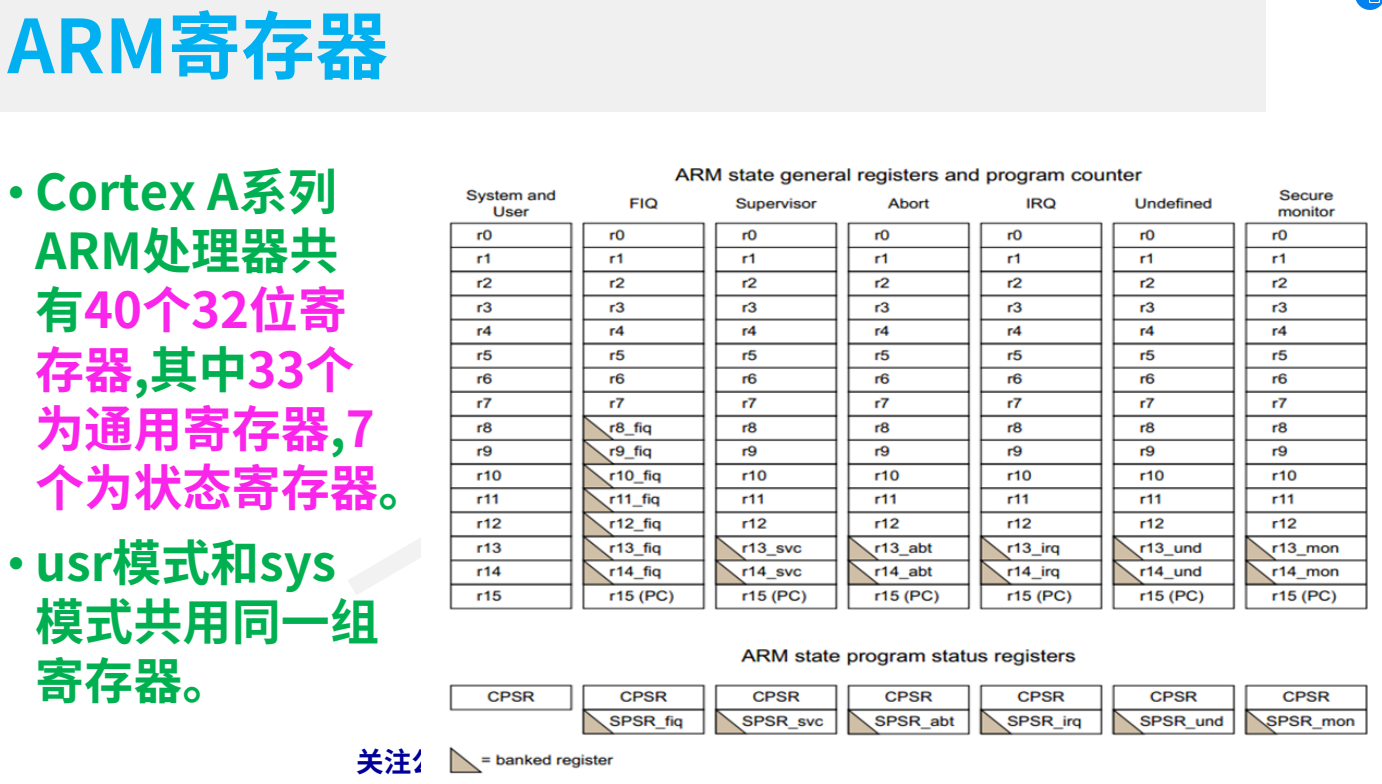 ARM寄存器
• Cortex A系列
ARM处理器共
有40个32位寄
存器,其中33个
为通用寄存器,7
个为状态寄存器。
• usr模式和sys
模式共用同一组
寄存器。
关注
ARM state general registers and program counter
System and User FIQ Supervisor Abort IRQ Undefined Secure monitor
r0 r0 r0 r0 r0 r0 r0
r1 r1 r1 r1 r1 r1 r1
r2 r2 r2 r2 r2 r2 r2
r3 r3 r3 r3 r3 r3 r3
r4 r4 r4 r4 r4 r4 r4
r5 r5 r5 r5 r5 r5 r5
r6 r6 r6 r6 r6 r6 r6
r7 r7 r7 r7 r7 r7 r7
r8 r8_fiq r8 r8 r8 r8 r8
r9 r9_fiq r9 r9 r9 r9 r9
r10 r10_fiq r10 r10 r10 r10 r10
r11 r11_fiq r11 r11 r11 r11 r11
r12 r12_fiq r12 r12 r12 r12 r12
r13 r13_fiq r13_svc r13_abt r13_irq r13_und r13_mon
r14 r14_fiq r14_svc r14_abt r14_irq r14_und r14_mon
r15 r15 (PC) r15 (PC) r15 (PC) r15 (PC) r15 (PC) r15 (PC)
ARM state program status registers
CPSR CPSR CPSR CPSR CPSR CPSR CPSR
SPSR_fiq SPSR_svc SPSR_abt SPSR_irq SPSR_und SPSR_mon
= banked register